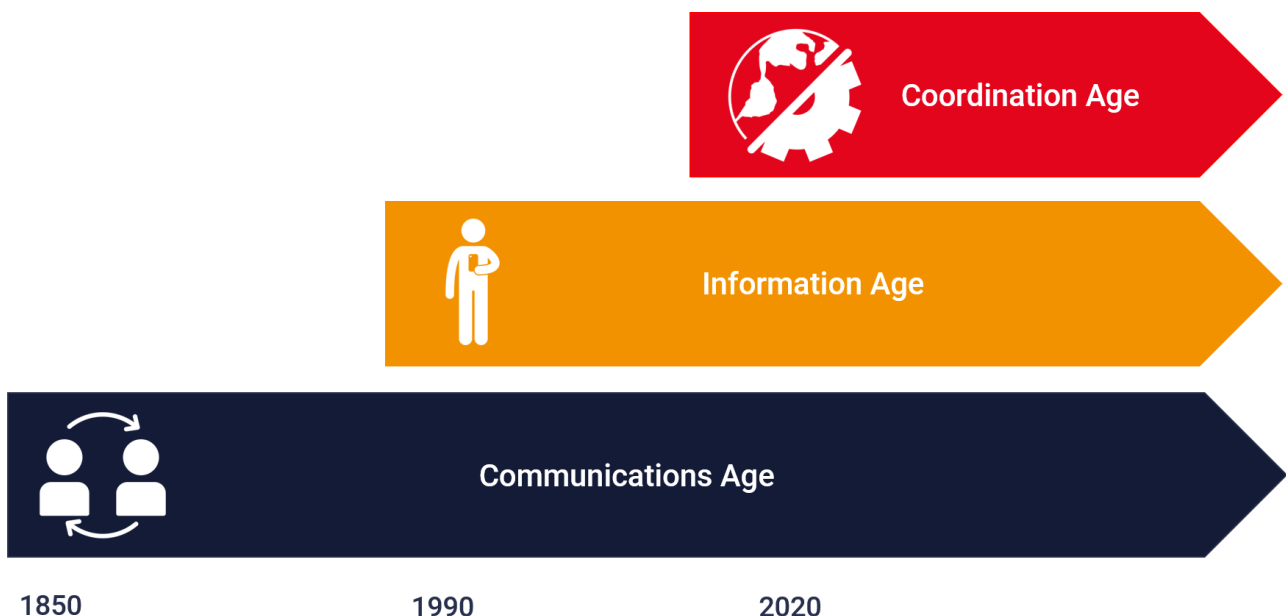 Coordination Age
Information Age
Communications Age
1850
1990
2020